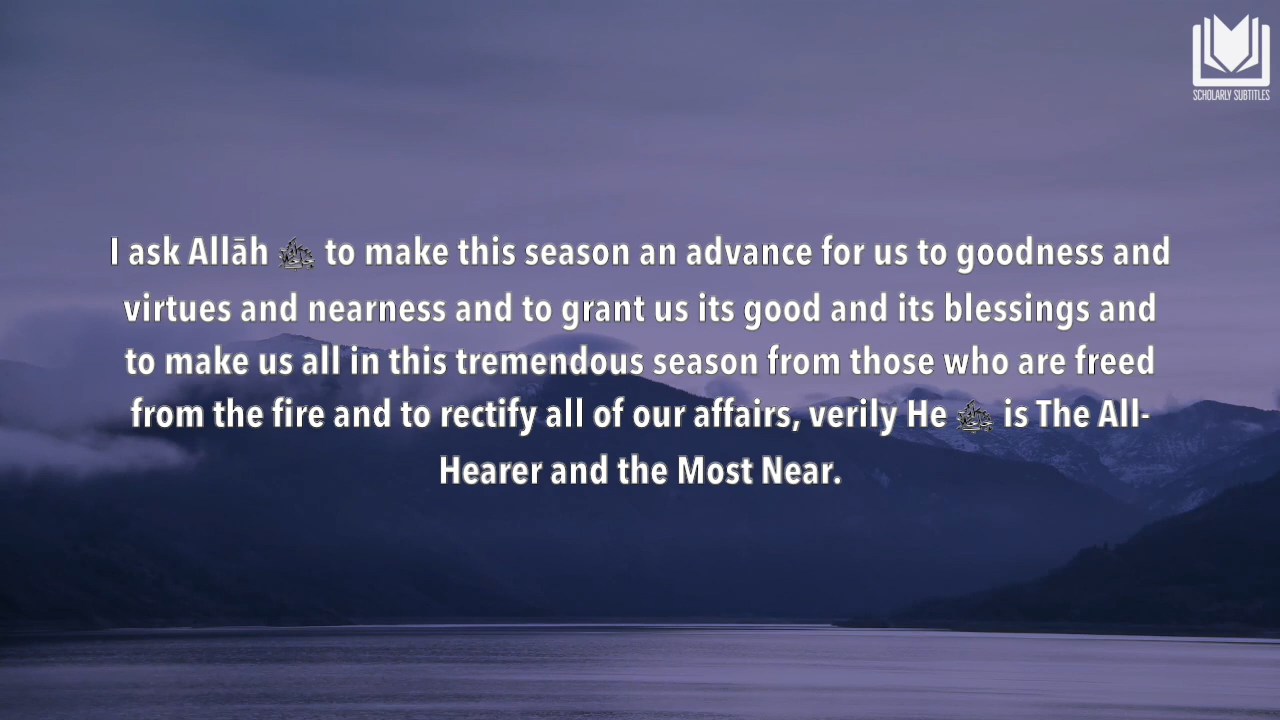 SCHOLARLY SUBTITLES
I ask Allāh ﷻ to make this season an advance for us to goodness and
virtues and nearness and to grant us its good and its blessings and
to make us all in this tremendous season from those who are freed
from the fire and to rectify all of our affairs, verily He ﷻ is The All-
Hearer and the Most Near.